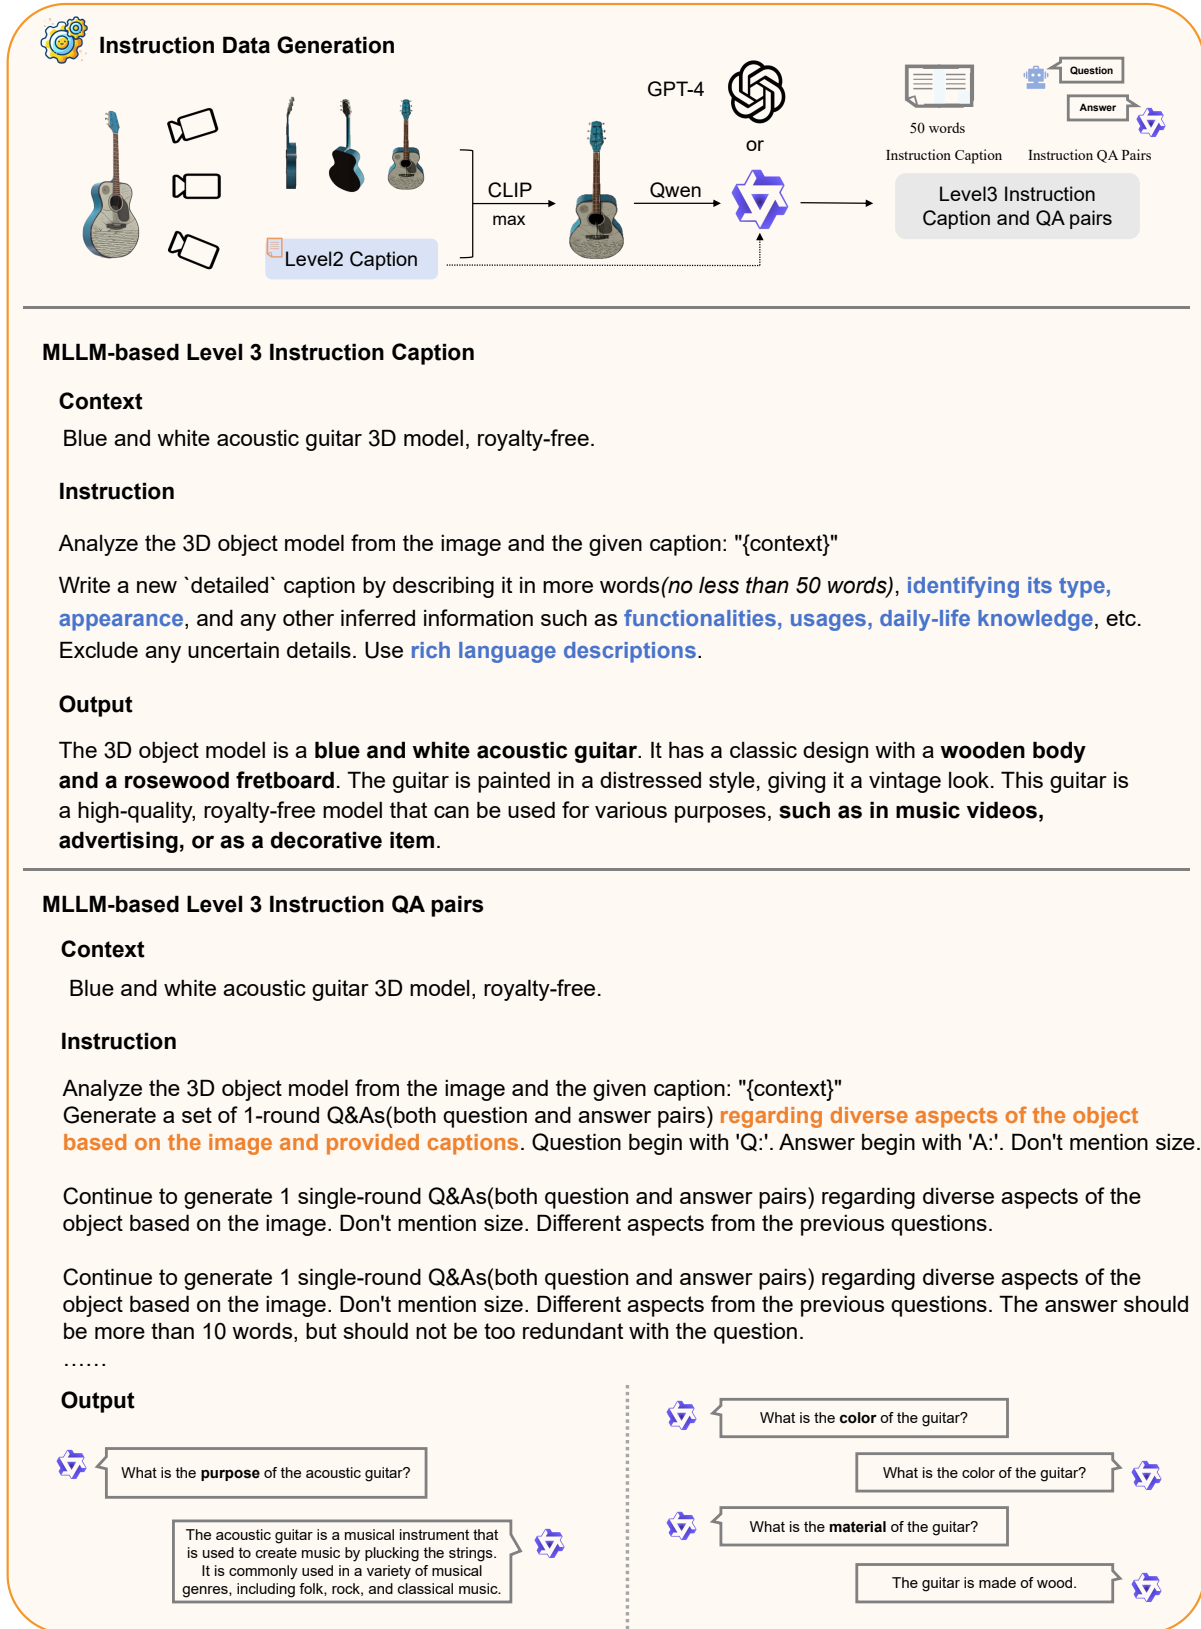 Instruction Data Generation
GPT-4
or
CLIP
max
Qwen
Level2 Caption
50 words
Instruction Caption
Question
Answer
Instruction QA Pairs
Level3 Instruction
Caption and QA pairs
MLLM-based Level 3 Instruction Caption
Context
Blue and white acoustic guitar 3D model, royalty-free.
Instruction
Analyze the 3D object model from the image and the given caption: "{context}"
Write a new `detailed` caption by describing it in more words(no less than 50 words), identifying its type,
appearance, and any other inferred information such as functionalities, usages, daily-life knowledge, etc.
Exclude any uncertain details. Use rich language descriptions.
Output
The 3D object model is a blue and white acoustic guitar. It has a classic design with a wooden body
and a rosewood fretboard. The guitar is painted in a distressed style, giving it a vintage look. This guitar is
a high-quality, royalty-free model that can be used for various purposes, such as in music videos,
advertising, or as a decorative item.
MLLM-based Level 3 Instruction QA pairs
Context
Blue and white acoustic guitar 3D model, royalty-free.
Instruction
Analyze the 3D object model from the image and the given caption: "{context}"
Generate a set of 1-round Q&As(both question and answer pairs) regarding diverse aspects of the object
based on the image and provided captions. Question begin with 'Q:'. Answer begin with 'A:'. Don't mention size.
Continue to generate 1 single-round Q&As(both question and answer pairs) regarding diverse aspects of the
object based on the image. Don't mention size. Different aspects from the previous questions.
Continue to generate 1 single-round Q&As(both question and answer pairs) regarding diverse aspects of the
object based on the image. Don't mention size. Different aspects from the previous questions. The answer should
be more than 10 words, but should not be too redundant with the question.
……
Output
What is the purpose of the acoustic guitar?
The acoustic guitar is a musical instrument that
is used to create music by plucking the strings.
It is commonly used in a variety of musical
genres, including folk, rock, and classical music.
What is the color of the guitar?
What is the color of the guitar?
What is the material of the guitar?
The guitar is made of wood.